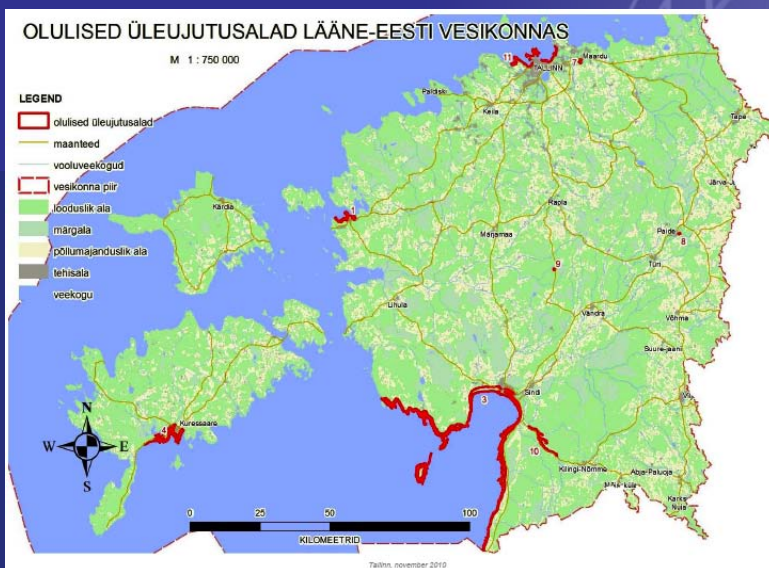 OLULISED ÜLEUJUTUSALAD LÄÄNE-EESTI VESIKONNAS
M 1 : 750 000
LEGEND
olulised üleujutusalad
maanteed
vooluveekogud
vesikonna piir
looduslik ala
märgala
põllumajanduslik ala
tehisala
veekogu
11
TALLINN
7
Maardu
Paldiski
Keila
Tapa
Kärdla
1
Rapla
Järva-J
Märjamaa
Paide
8
9
Türi
Lihula
Vändra
Võhma
Suure-jaani
3
Sindi
4
Kuressaare
10
Kilingi-Nõmme
Abja-Paluoja
Karksi
Nuia
N
W
E
S
0
25
50
100
KILOMEETRID
Tallinn, november 2010